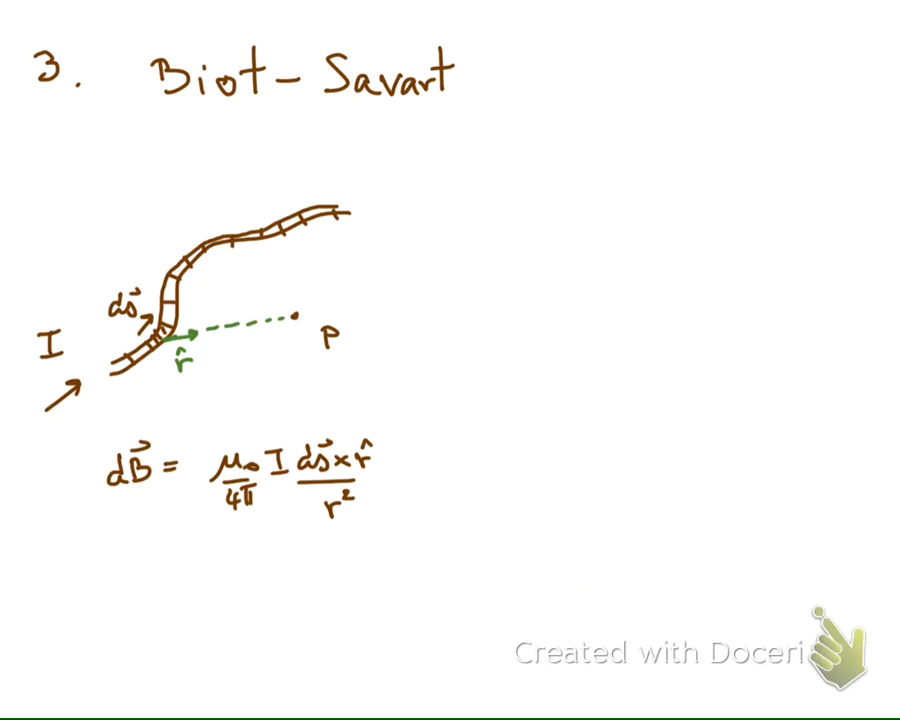 3. Biot - Savart
ds⃗
I
P
r̂
dB⃗ = μ₀/4π I ds⃗ × r̂/r²
Created with Doceri